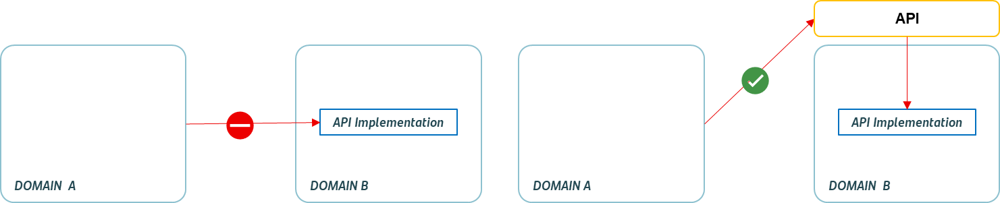 API
API Implementation
API Implementation
DOMAIN A
DOMAIN B
DOMAIN A
DOMAIN B